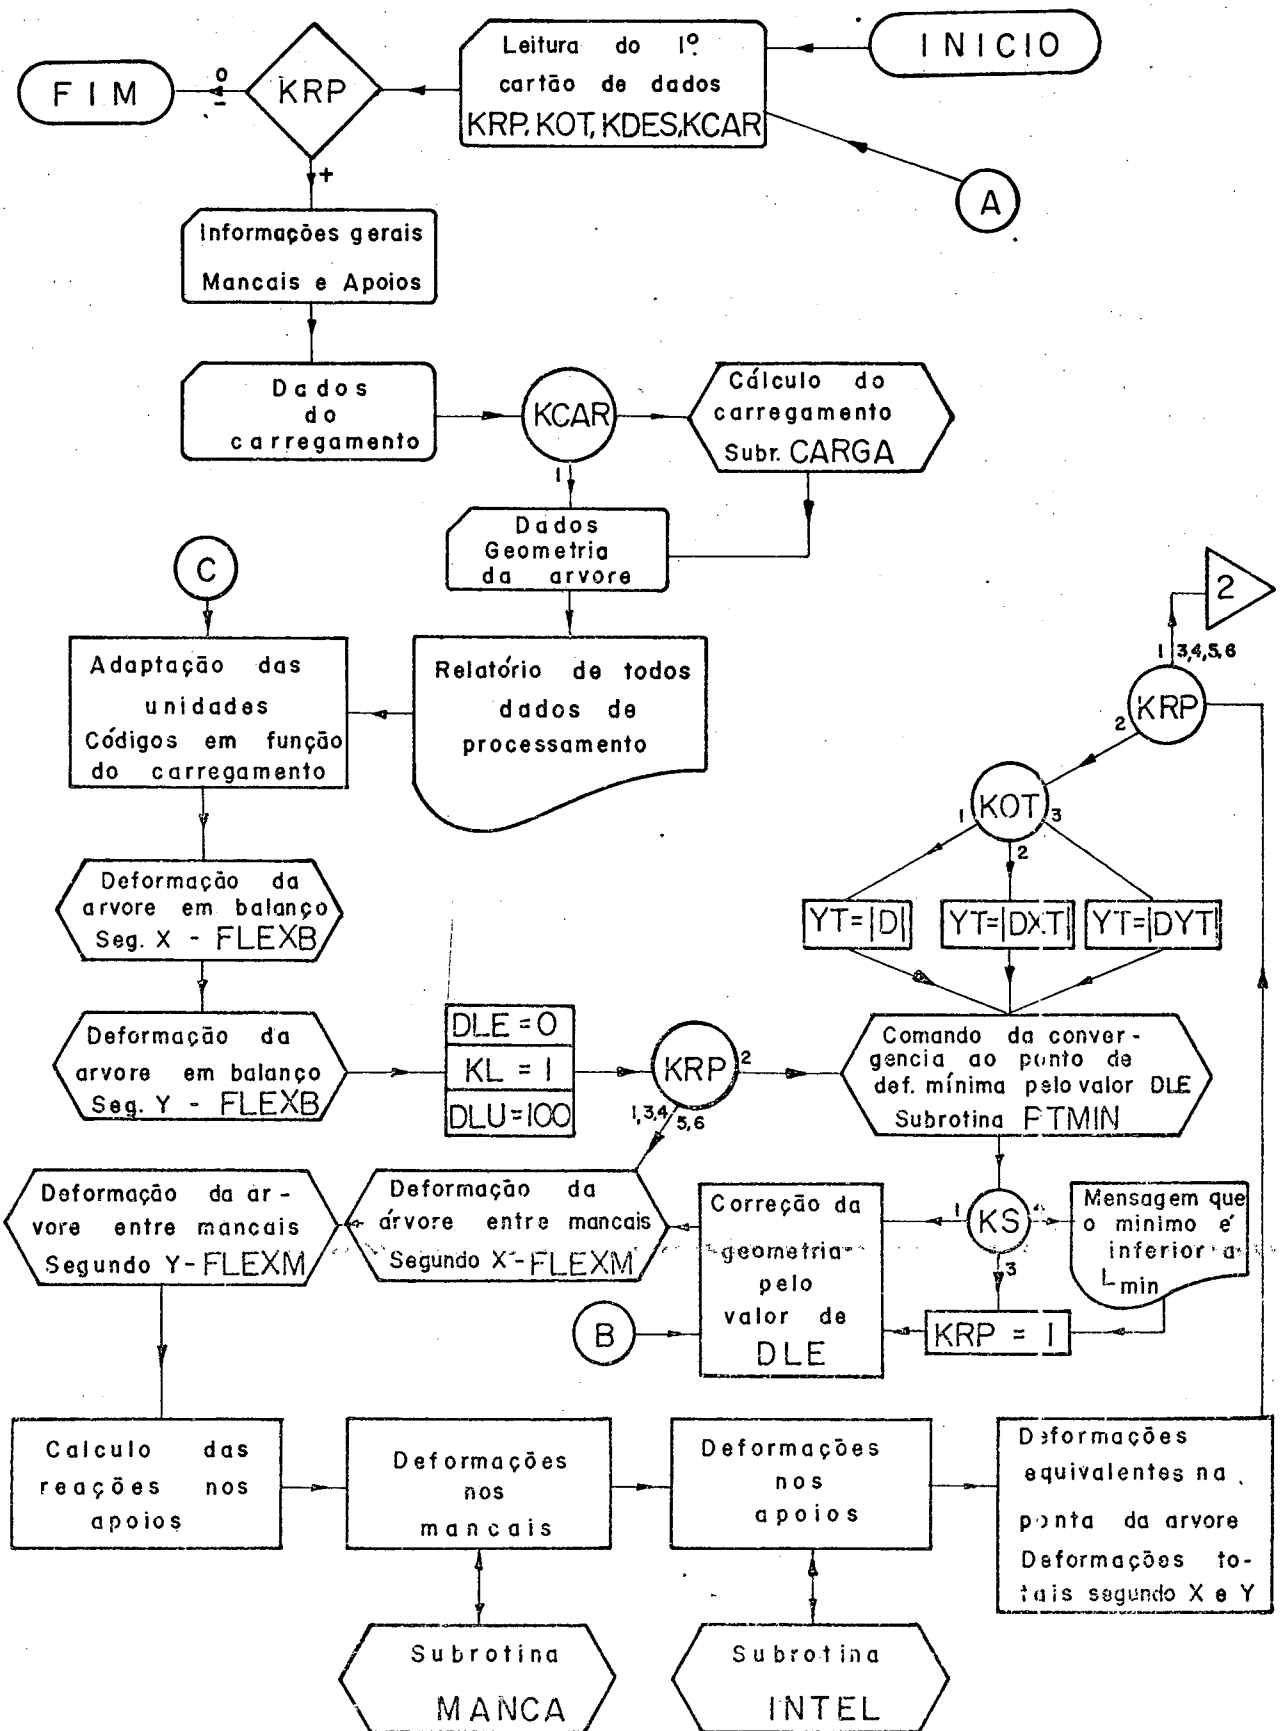 INICIO
Leitura do 1º
cartão de dados
KRP, KOT, KDES, KCAR
KRP
0
-
FIM
+
A
Informações gerais
Mancais e Apoios
Dados
do
carregamento
KCAR
1
Cálculo do
carregamento
Subr. CARGA
Dados
Geometria
da arvore
C
Adaptação das
unidades
Códigos em função
do carregamento
Relatório de todos
dados de
processamento
2
1 3,4,5,6
KRP
2
KOT
1
2
3
YT=|D|
YT=|DXT|
YT=|DYT|
Deformação da
arvore em balanço
Seg. X - FLEXB
Deformação da
arvore em balanço
Seg. Y - FLEXB
DLE = 0
KL = 1
DLU = 100
KRP
2
1,3,4
5,6
Comando da conver-
gencia ao ponto de
def. mínima pelo valor DLE
Subrotina PTMIN
Deformação da ar-
vore entre mancais
Segundo Y - FLEXM
Deformação da
árvore entre mancais
Segundo X - FLEXM
Correção da
geometria
pelo
valor de
DLE
1
KS
3
Mensagem que
o minimo é
inferior a
Lmin
B
KRP = 1
Calculo das
reações nos
apoios
Deformações
nos
mancais
Deformações
nos
apoios
Deformações
equivalentes na
ponta da arvore
Deformações to-
tais segundo X e Y
Subrotina
MANCA
Subrotina
INTEL